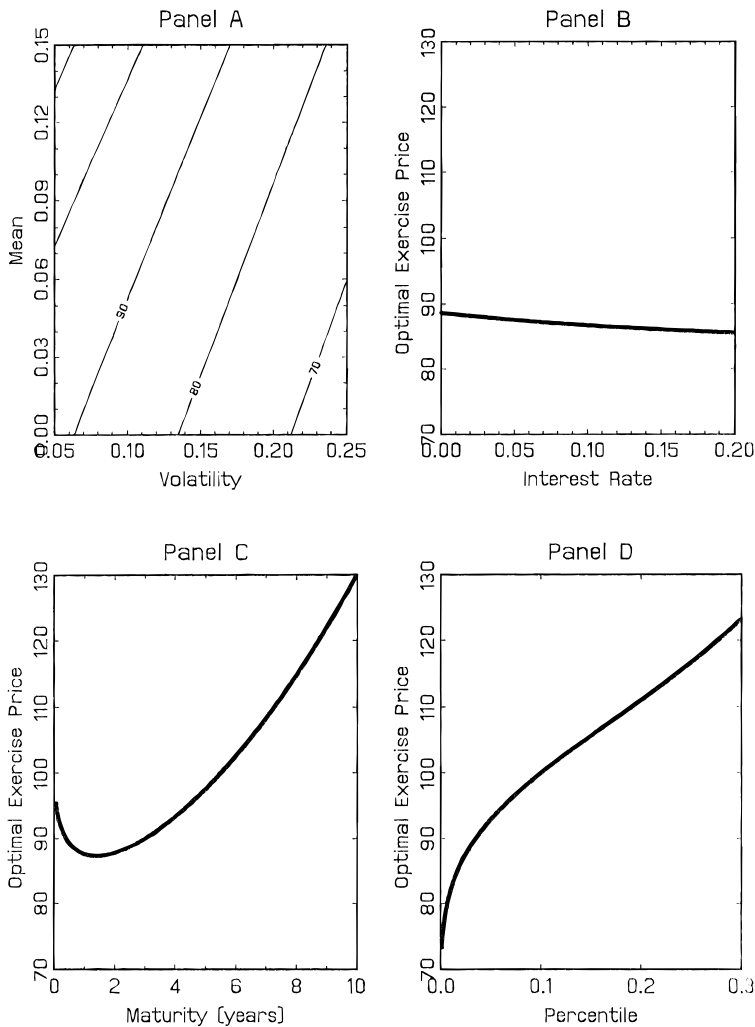 Panel A
Mean
0.00 0.03 0.06 0.09 0.12 0.15
90
80
70
0.05 0.10 0.15 0.20 0.25
Volatility
Panel B
Optimal Exercise Price
70 80 90 100 110 120 130
0.00 0.05 0.10 0.15 0.20
Interest Rate
Panel C
Optimal Exercise Price
70 80 90 100 110 120 130
0 2 4 6 8 10
Maturity (years)
Panel D
Optimal Exercise Price
70 80 90 100 110 120 130
0.0 0.1 0.2 0.3
Percentile